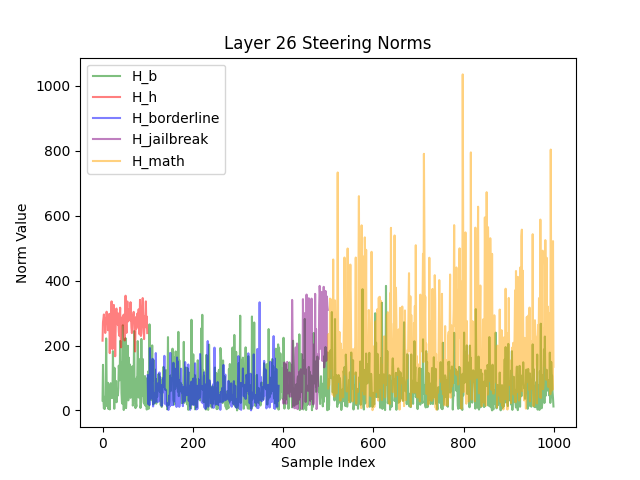 Layer 26 Steering Norms
H_b
H_h
H_borderline
H_jailbreak
H_math
Norm Value
1000
800
600
400
200
0
0 200 400 600 800 1000
Sample Index